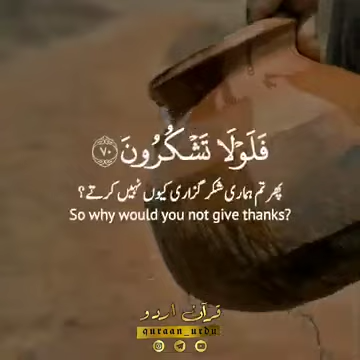 فَلَوْلَا تَشْكُرُونَ ۝٧٠
پھر تم ہماری شکر گزاری کیوں نہیں کرتے؟
So why would you not give thanks?
قرآن اردو
quraan_urdu